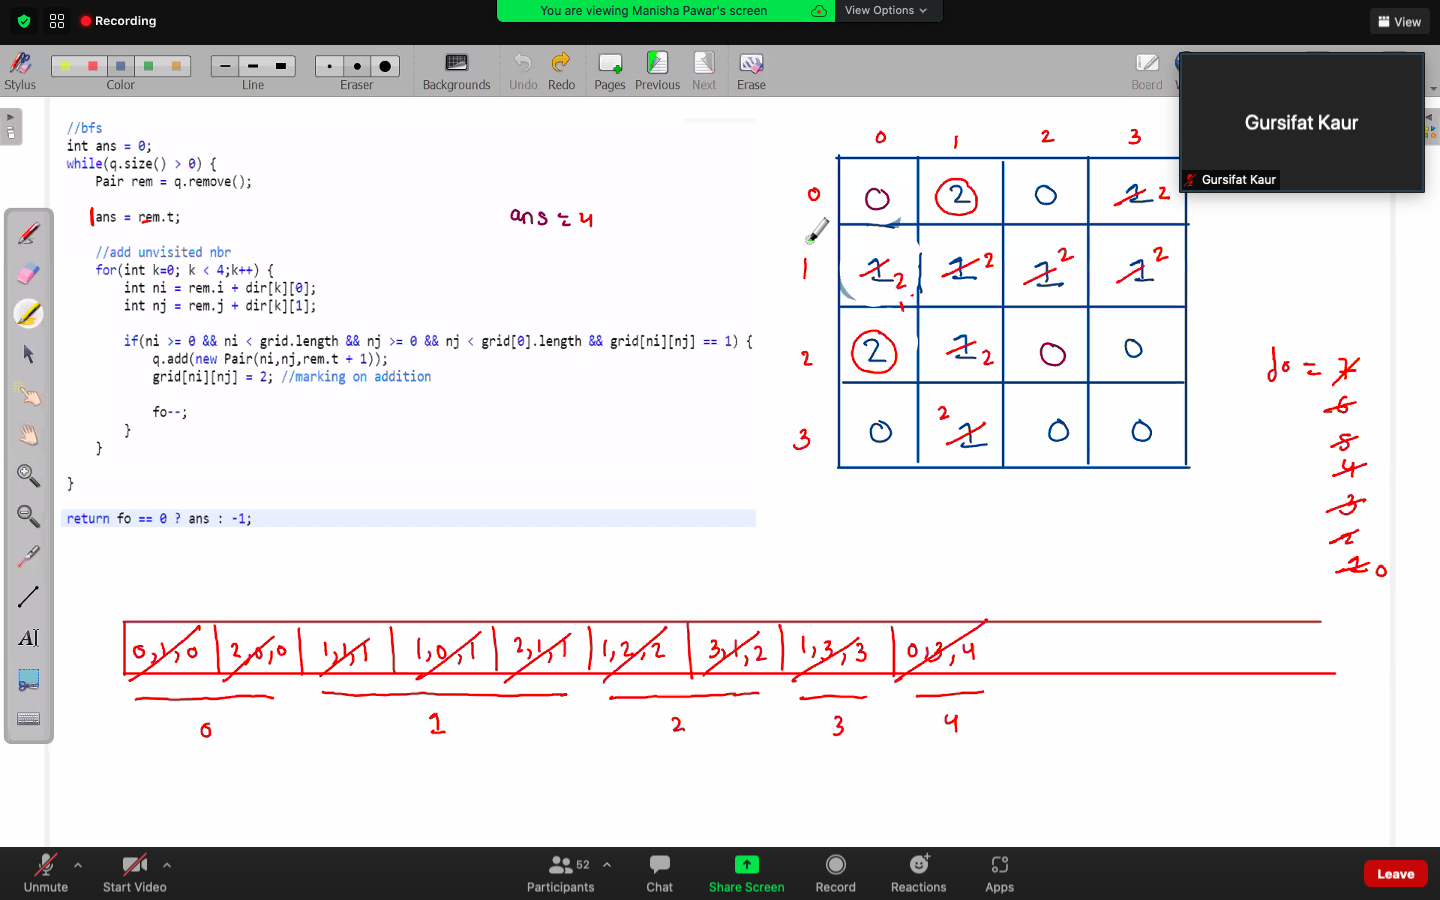 Recording
You are viewing Manisha Pawar's screen
View Options
View
Stylus
Color
Line
Eraser
Backgrounds
Undo
Redo
Pages
Previous
Next
Erase
Board
Gursifat Kaur
Gursifat Kaur
//bfs
int ans = 0;
while(q.size() > 0) {
Pair rem = q.remove();
ans = rem.t;
ans = 4
//add unvisited nbr
for(int k=0; k < 4;k++) {
int ni = rem.i + dir[k][0];
int nj = rem.j + dir[k][1];
if(ni >= 0 && ni < grid.length && nj >= 0 && nj < grid[0].length && grid[ni][nj] == 1) {
q.add(new Pair(ni,nj,rem.t + 1));
grid[ni][nj] = 2; //marking on addition
fo--;
}
}
}
return fo == 0 ? ans : -1;
0 1 2 3
0 0 2 0 1 2
1 1 2 1 2 1 2 1 2
2 2 1 2 0 0
3 0 2 1 0 0
fo = 7
6
5
4
3
2
1 0
0,1,0 2,0,0 1,1,1 1,0,1 2,1,1 1,2,2 3,1,2 1,3,3 0,3,4
0 1 2 3 4
AI
Unmute
Start Video
52
Participants
Chat
Share Screen
Record
Reactions
Apps
Leave